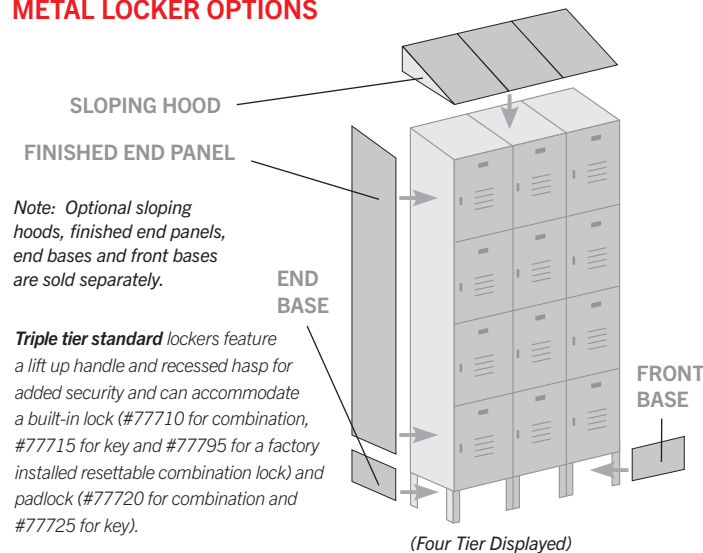 METAL LOCKER OPTIONS
SLOPING HOOD
FINISHED END PANEL
Note: Optional sloping
hoods, finished end panels,
end bases and front bases
are sold separately.
END
BASE
Triple tier standard lockers feature
a lift up handle and recessed hasp for
added security and can accommodate
a built-in lock (#77710 for combination,
#77715 for key and #77795 for a factory
installed resettable combination lock) and
padlock (#77720 for combination and
#77725 for key).
FRONT
BASE
(Four Tier Displayed)